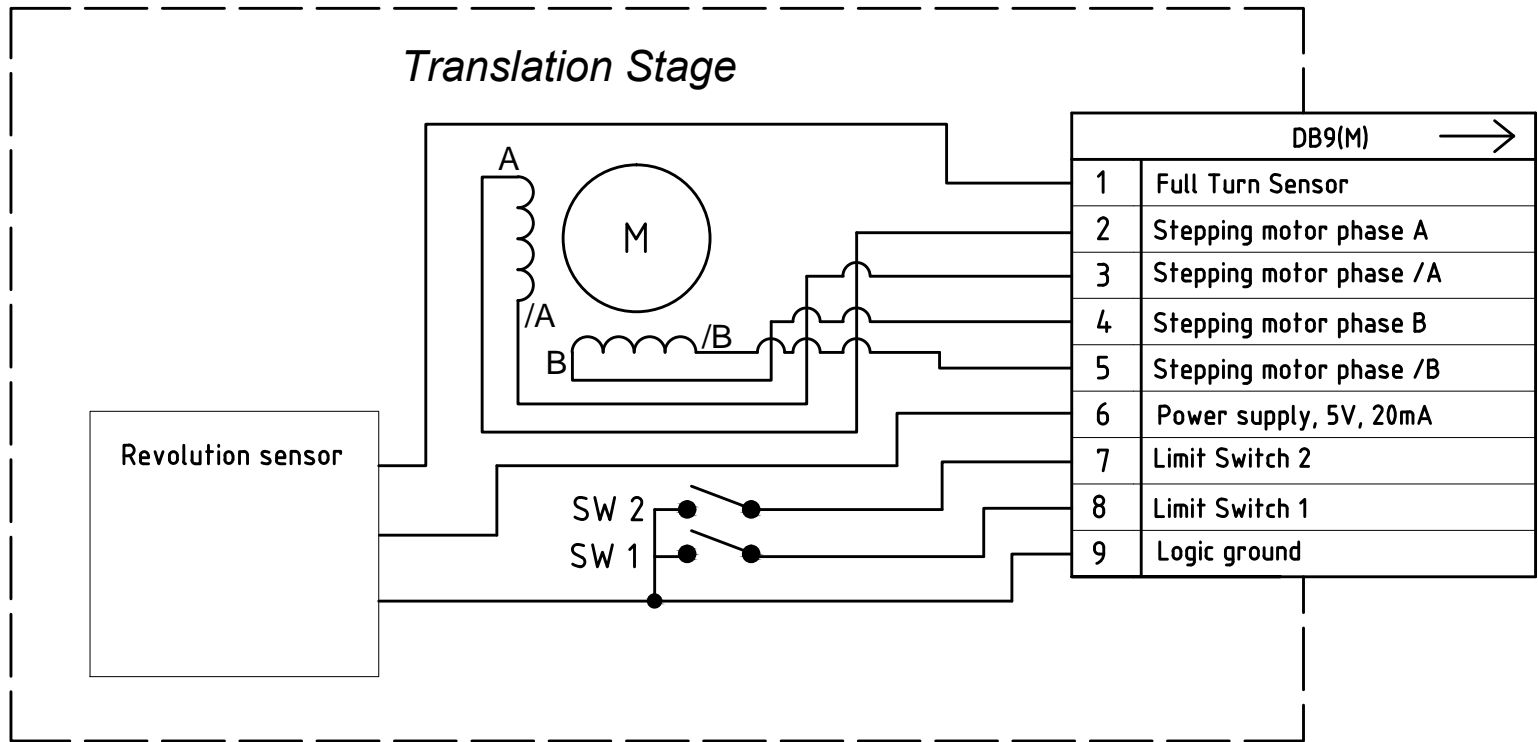 Translation Stage
DB9(M)
1 Full Turn Sensor
2 Stepping motor phase A
3 Stepping motor phase /A
4 Stepping motor phase B
5 Stepping motor phase /B
6 Power supply, 5V, 20mA
7 Limit Switch 2
8 Limit Switch 1
9 Logic ground
A
M
/A
/B
B
Revolution sensor
SW 2
SW 1